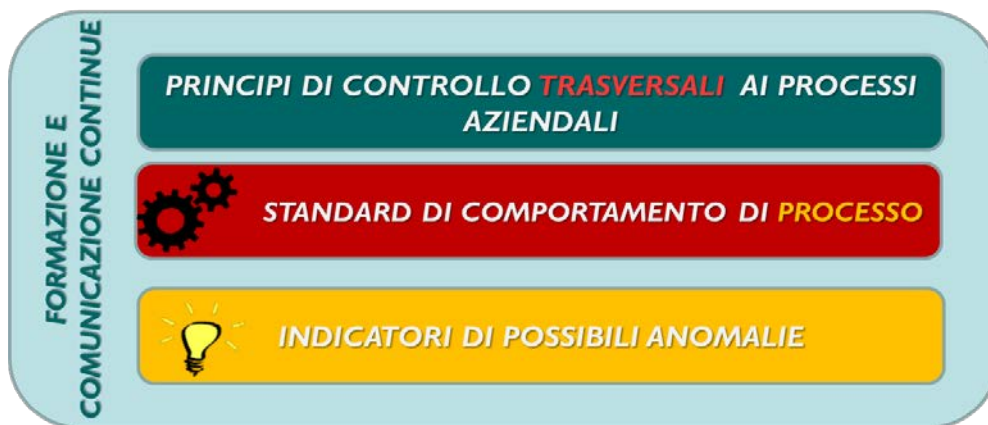 FORMAZIONE E
COMUNICAZIONE CONTINUE
PRINCIPI DI CONTROLLO TRASVERSALI AI PROCESSI
AZIENDALI
STANDARD DI COMPORTAMENTO DI PROCESSO
INDICATORI DI POSSIBILI ANOMALIE